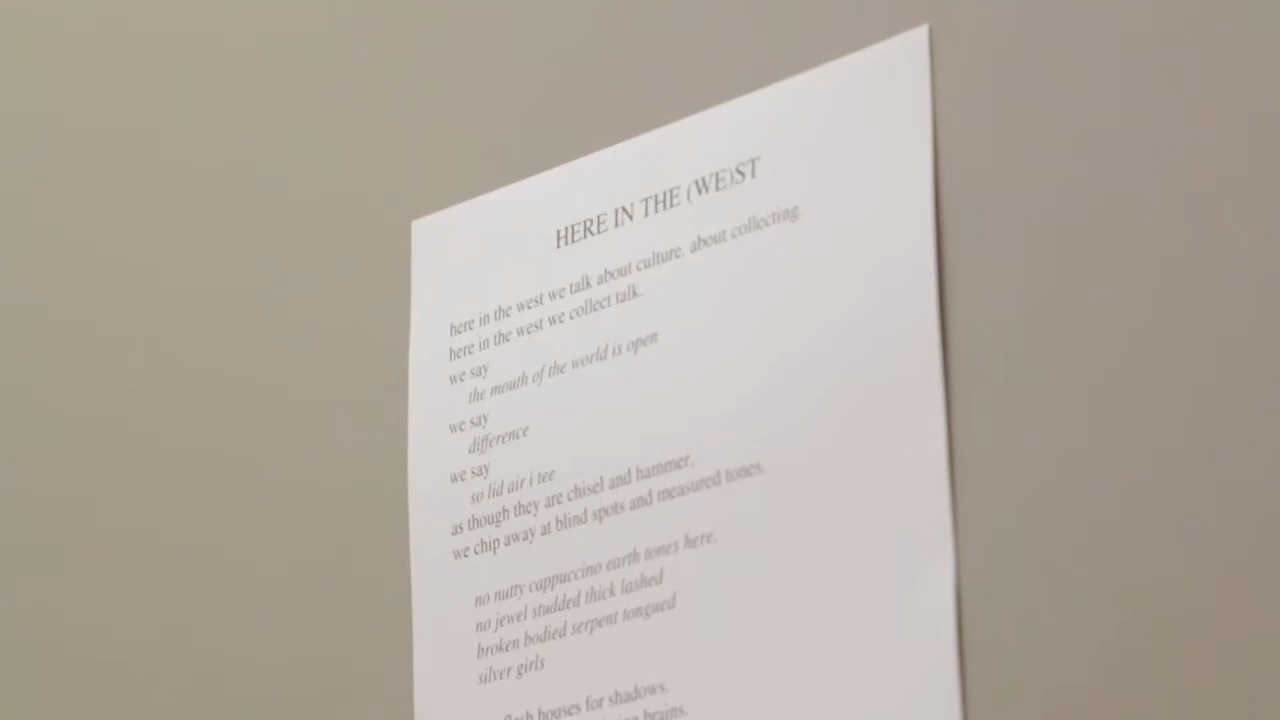 HERE IN THE (WE)ST
here in the west we talk about culture. about collecting.
here in the west we collect talk.
we say
the mouth of the world is open
we say
difference
we say
so lid air i tee
as though they are chisel and hammer.
we chip away at blind spots and measured tones.
no nutty cappuccino earth tones here.
no jewel studded thick lashed
broken bodied serpent tongued
silver girls
flesh houses for shadows.
brains.